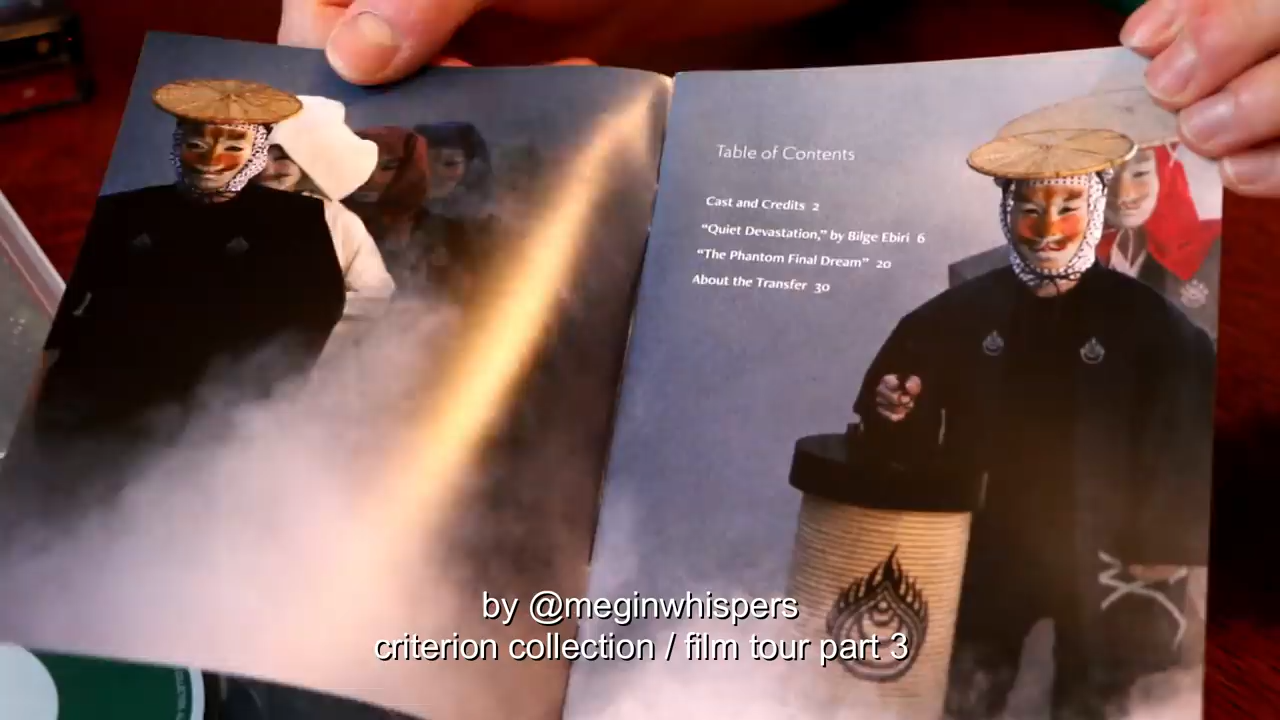 Table of Contents
Cast and Credits 2
“Quiet Devastation,” by Bilge Ebiri 6
“The Phantom Final Dream” 20
About the Transfer 30
by @meginwhispers
criterion collection / film tour part 3